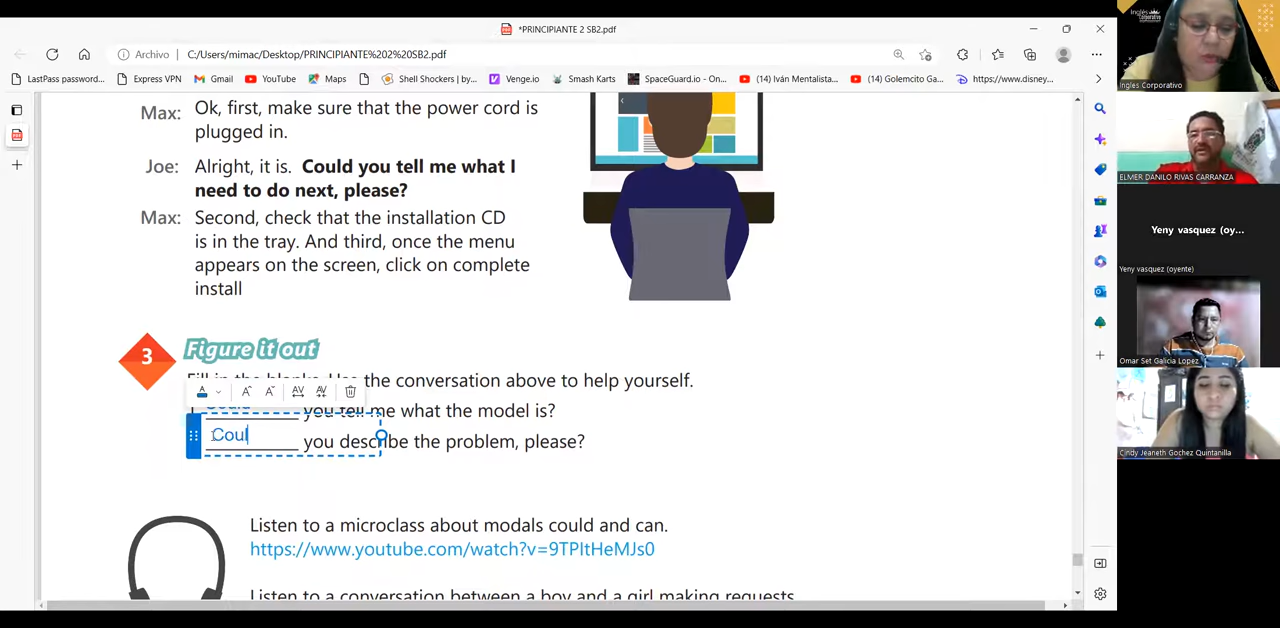 *PRINCIPIANTE 2 SB2.pdf
Archivo
C:/Users/mimac/Desktop/PRINCIPIANTE%202%20SB2.pdf
LastPass password...
Express VPN
Gmail
YouTube
Maps
Shell Shockers | by...
Venge.io
Smash Karts
SpaceGuard.io - On...
(14) Iván Mentalista...
(14) Golemcito Ga...
https://www.disney...
Max: Ok, first, make sure that the power cord is
plugged in.
Joe: Alright, it is. Could you tell me what I
need to do next, please?
Max: Second, check that the installation CD
is in the tray. And third, once the menu
appears on the screen, click on complete
install
3 Figure it out
Fill in the blanks. Use the conversation above to help yourself.
Could you tell me what the model is?
Coul you describe the problem, please?
Listen to a microclass about modals could and can.
https://www.youtube.com/watch?v=9TPItHeMJs0
Listen to a conversation between a boy and a girl making requests.
Inglés Corporativo
Inglés Corporativo
ELMER DANILO RIVAS CARRANZA
Yeny vasquez (oy...
Yeny vasquez (oyente)
Omar Set Galicia Lopez
Cindy Jeaneth Gochez Quintanilla